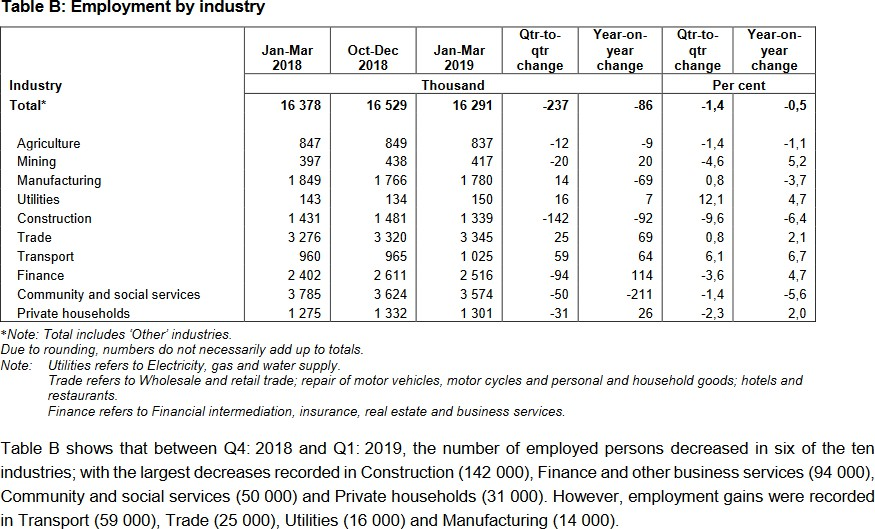 Table B: Employment by industry
Industry Jan-Mar 2018 Oct-Dec 2018 Jan-Mar 2019 Qtr-to-qtr change Year-on-year change Qtr-to-qtr change Year-on-year change
Thousand Per cent
Total* 16 378 16 529 16 291 -237 -86 -1,4 -0,5
Agriculture 847 849 837 -12 -9 -1,4 -1,1
Mining 397 438 417 -20 20 -4,6 5,2
Manufacturing 1 849 1 766 1 780 14 -69 0,8 -3,7
Utilities 143 134 150 16 7 12,1 4,7
Construction 1 431 1 481 1 339 -142 -92 -9,6 -6,4
Trade 3 276 3 320 3 345 25 69 0,8 2,1
Transport 960 965 1 025 59 64 6,1 6,7
Finance 2 402 2 611 2 516 -94 114 -3,6 4,7
Community and social services 3 785 3 624 3 574 -50 -211 -1,4 -5,6
Private households 1 275 1 332 1 301 -31 26 -2,3 2,0
*Note: Total includes 'Other' industries.
Due to rounding, numbers do not necessarily add up to totals.
Note: Utilities refers to Electricity, gas and water supply.
Trade refers to Wholesale and retail trade; repair of motor vehicles, motor cycles and personal and household goods; hotels and
restaurants.
Finance refers to Financial intermediation, insurance, real estate and business services.
Table B shows that between Q4: 2018 and Q1: 2019, the number of employed persons decreased in six of the ten
industries; with the largest decreases recorded in Construction (142 000), Finance and other business services (94 000),
Community and social services (50 000) and Private households (31 000). However, employment gains were recorded
in Transport (59 000), Trade (25 000), Utilities (16 000) and Manufacturing (14 000).